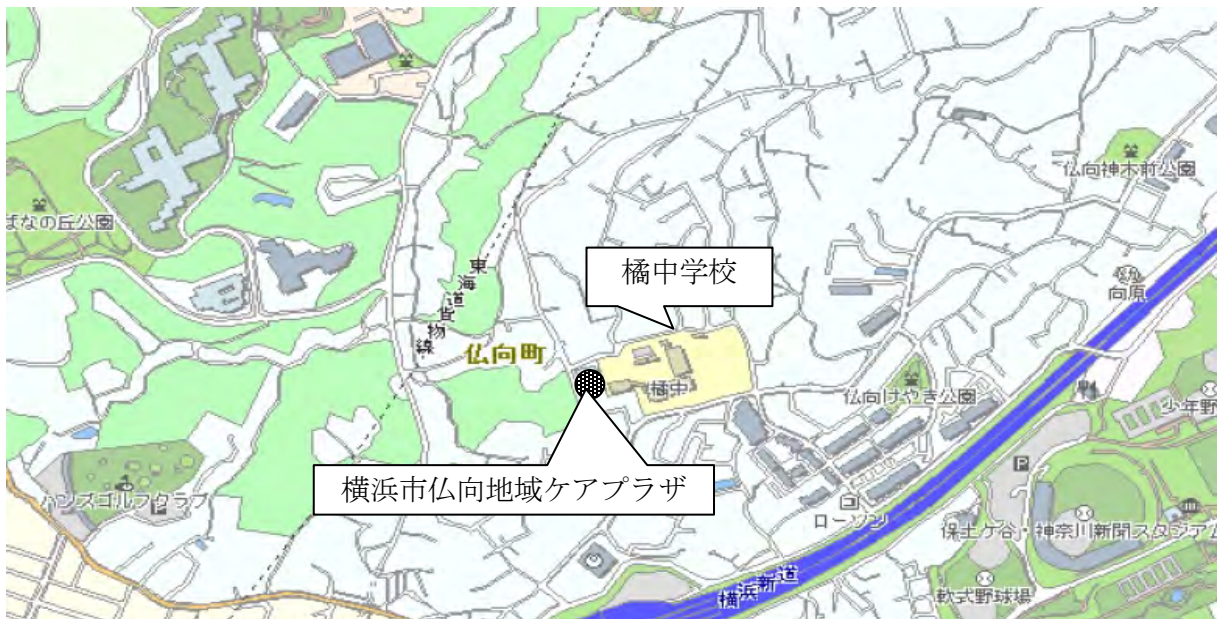 仏向神木前公園
まなの丘公園
橘中学校
向原
東海道貨物線
仏向町
橘中
仏向けやき公園
少年野
横浜市仏向地域ケアプラザ
ハンズゴルフクラブ
P
P
ローソン
保土ケ谷・神奈川新聞スタジアム
横浜新道
軟式野球場